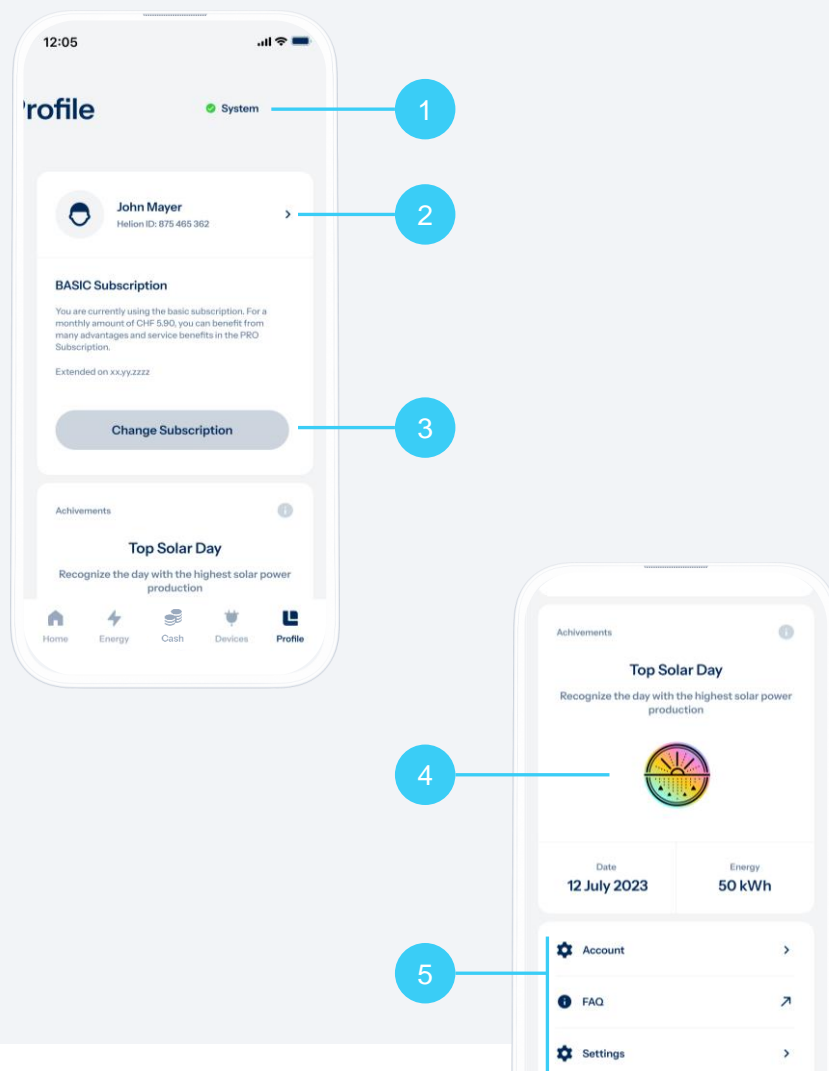 12:05
rofile
System
1
John Mayer
Helion ID: 875 465 362
2
BASIC Subscription
You are currently using the basic subscription. For a
monthly amount of CHF 5.90, you can benefit from
many advantages and service benefits in the PRO
Subscription.
Extended on xx.yy.zzzz
Change Subscription
3
Achivements
Top Solar Day
Recognize the day with the highest solar power
production
Home
Energy
Cash
Devices
Profile
Achivements
Top Solar Day
Recognize the day with the highest solar power
production
4
Date
Energy
12 July 2023
50 kWh
5
Account
FAQ
Settings